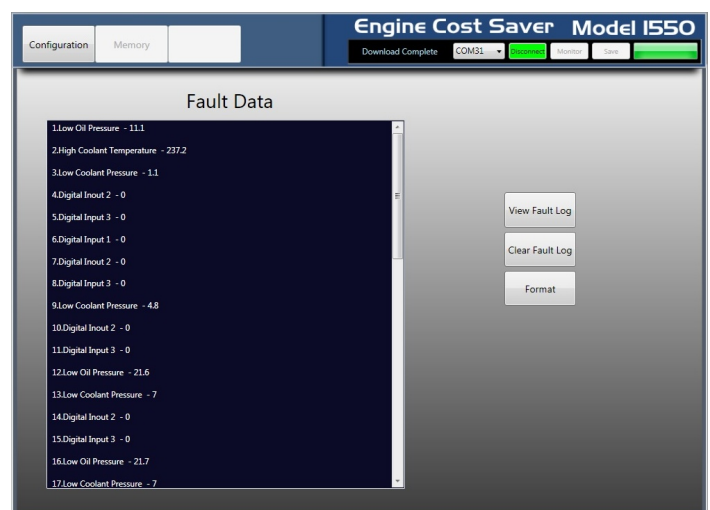 Engine Cost Saver Model 1550
Configuration Memory
Download Complete COM31 Disconnect Monitor Save
Fault Data
1.Low Oil Pressure - 11.1
2.High Coolant Temperature - 237.2
3.Low Coolant Pressure - 1.1
4.Digital Inout 2 - 0
5.Digital Input 3 - 0
6.Digital Input 1 - 0
7.Digital Inout 2 - 0
8.Digital Input 3 - 0
9.Low Coolant Pressure - 4.8
10.Digital Inout 2 - 0
11.Digital Input 3 - 0
12.Low Oil Pressure - 21.6
13.Low Coolant Pressure - 7
14.Digital Inout 2 - 0
15.Digital Input 3 - 0
16.Low Oil Pressure - 21.7
17.Low Coolant Pressure - 7
View Fault Log
Clear Fault Log
Format